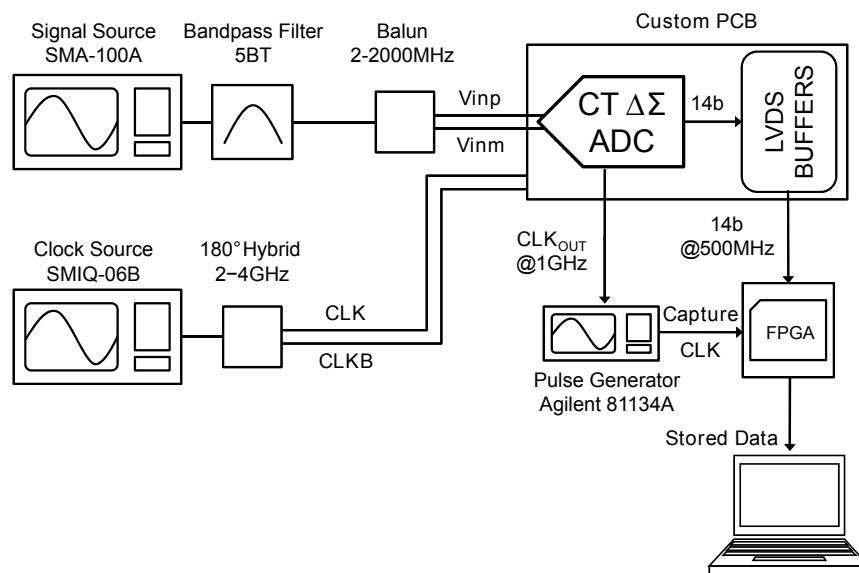 Custom PCB
Signal Source
SMA-100A
Bandpass Filter
5BT
Balun
2-2000MHz
Vinp
Vinm
CT ΔΣ
ADC
14b
LVDS
BUFFERS
Clock Source
SMIQ-06B
180°Hybrid
2−4GHz
CLK
CLKB
CLKOUT
@1GHz
14b
@500MHz
Capture
CLK
FPGA
Pulse Generator
Agilent 81134A
Stored Data